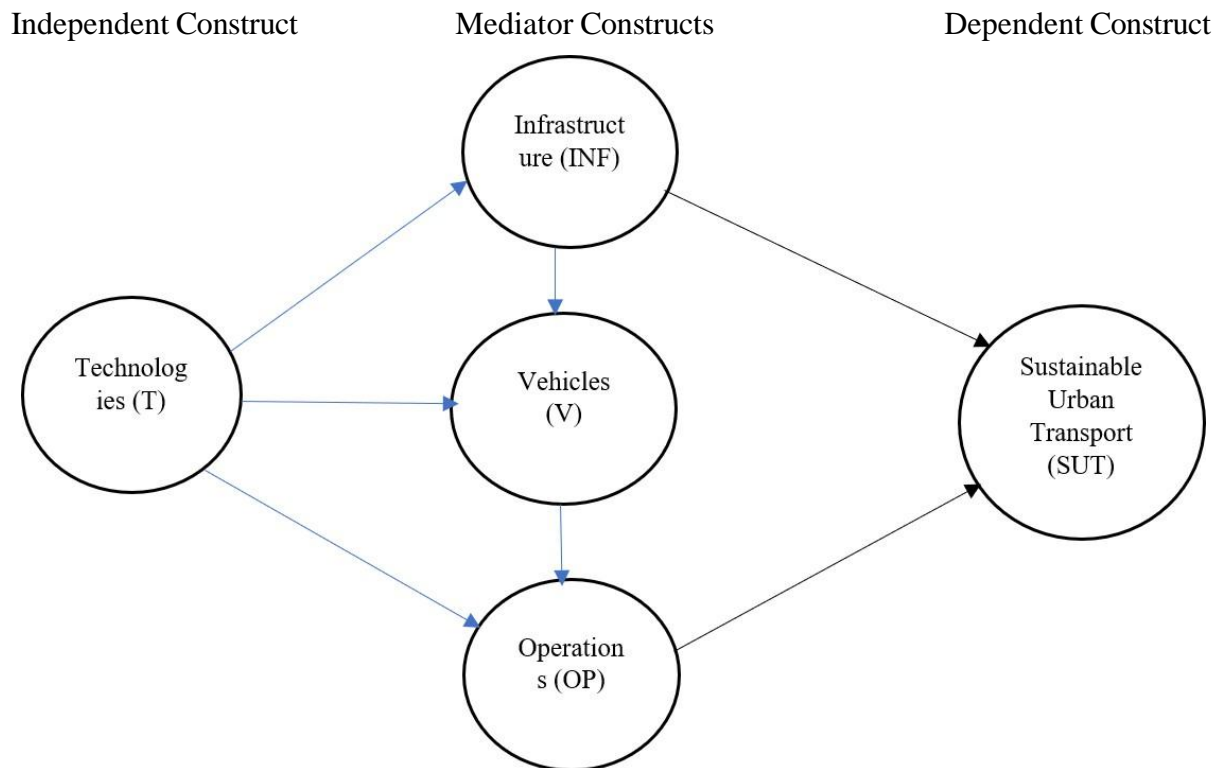 Independent Construct
Mediator Constructs
Dependent Construct
Infrastruct
ure (INF)
Technolog
ies (T)
Vehicles
(V)
Sustainable
Urban
Transport
(SUT)
Operation
s (OP)